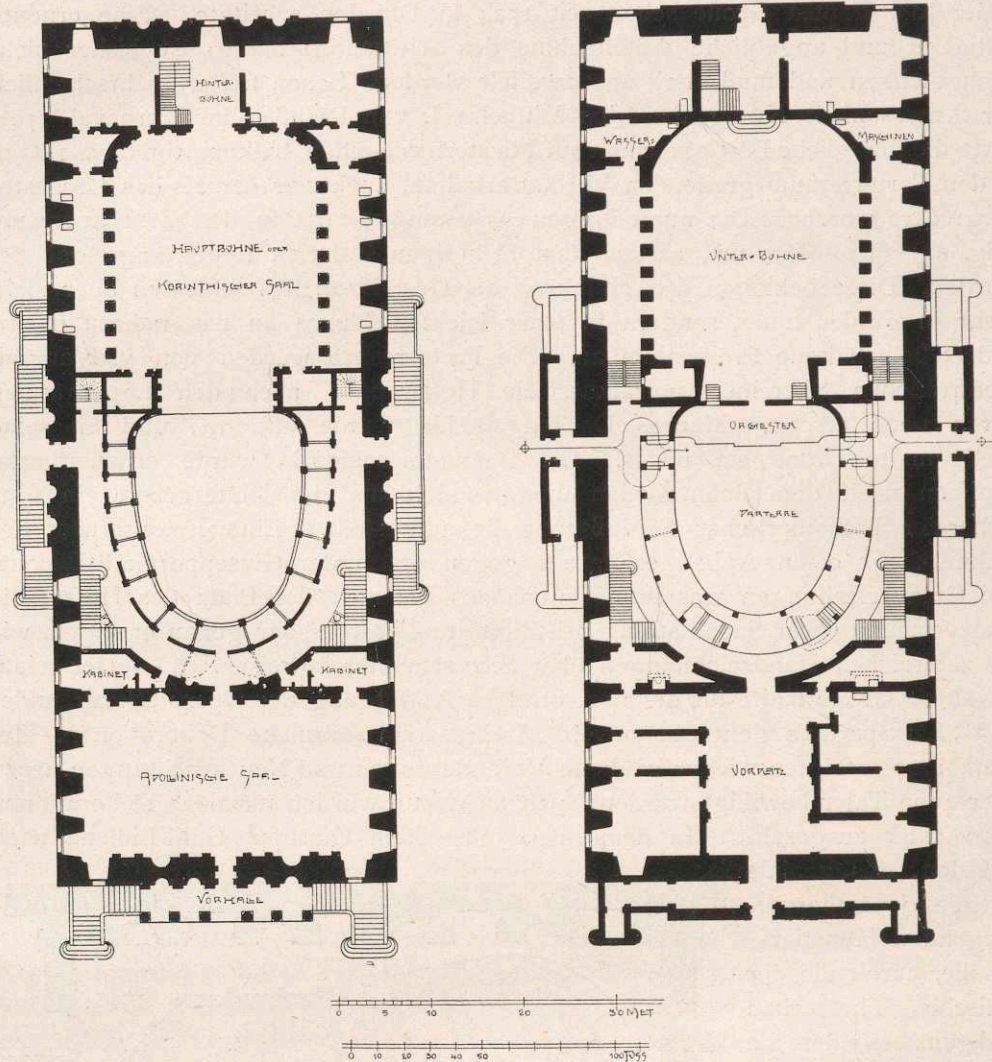 HINTER-
BÜHNE
HAUPTBÜHNE ODER
KORINTHISCHER SAAL
KABINET
KABINET
APOLLINISCHE SAAL
VORHALLE
WASSER-
MASCHINEN
UNTER-BÜHNE
ORCHESTER
PARTERRE
VORPLATZ
0 5 10 20 30 MET
0 10 20 30 40 50 100 FUSS